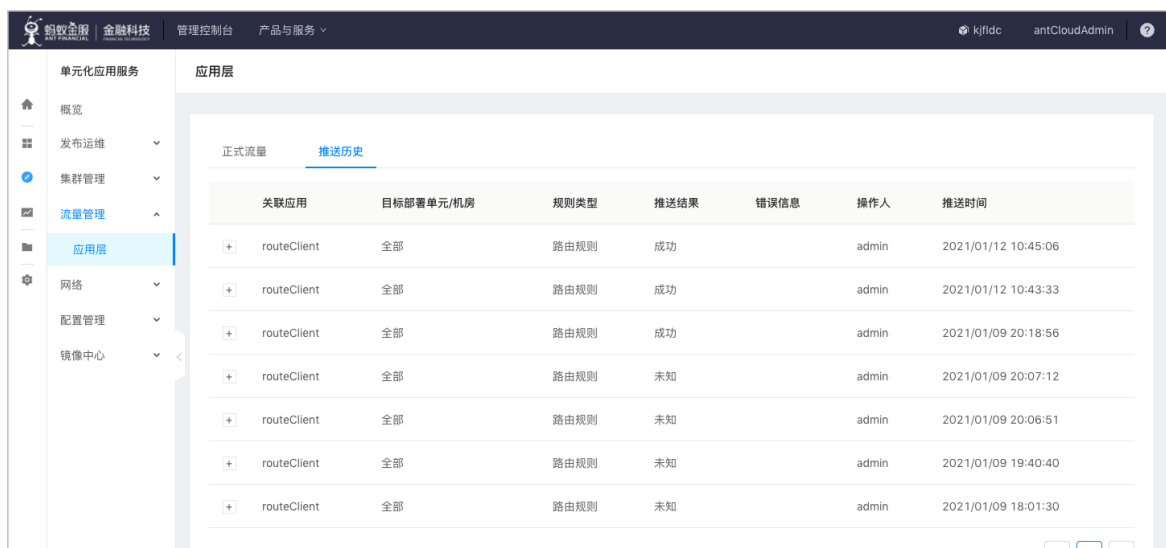 蚂蚁金服 金融科技 管理控制台 产品与服务 kjfldc antCloudAdmin ?
ANT FINANCIAL
单元化应用服务
应用层
概览
发布运维
集群管理
流量管理
应用层
网络
配置管理
镜像中心
正式流量 推送历史
关联应用 目标部署单元/机房 规则类型 推送结果 错误信息 操作人 推送时间
+ routeClient 全部 路由规则 成功 admin 2021/01/12 10:45:06
+ routeClient 全部 路由规则 成功 admin 2021/01/12 10:43:33
+ routeClient 全部 路由规则 成功 admin 2021/01/09 20:18:56
+ routeClient 全部 路由规则 未知 admin 2021/01/09 20:07:12
+ routeClient 全部 路由规则 未知 admin 2021/01/09 20:06:51
+ routeClient 全部 路由规则 未知 admin 2021/01/09 19:40:40
+ routeClient 全部 路由规则 未知 admin 2021/01/09 18:01:30